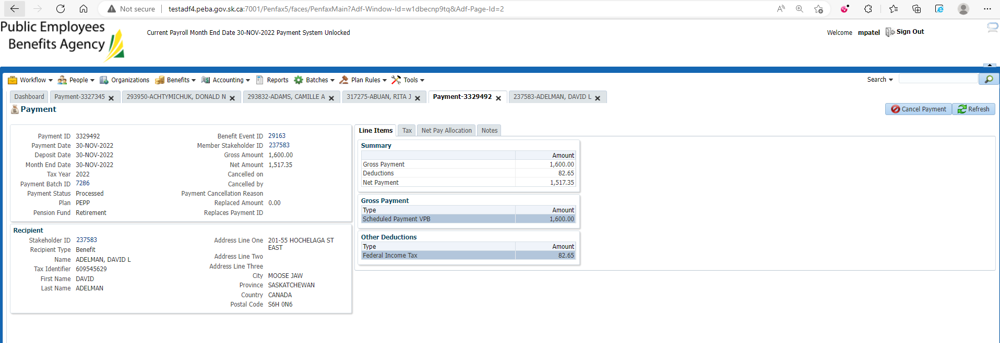 Not secure
testadf4.peba.gov.sk.ca:7001/Penfax5/faces/PenfaxMain?Adf-Window-Id=w1dbecnp9tq&Adf-Page-Id=2
Public Employees
Benefits Agency
Current Payroll Month End Date 30-NOV-2022 Payment System Unlocked
Welcome mpatel Sign Out
Workflow People Organizations Benefits Accounting Reports Batches Plan Rules Tools Search
Dashboard Payment-3327345 293950-ACHTYMICHUK, DONALD N 293832-ADAMS, CAMILLE A 317275-ABUAN, RITA J Payment-3329492 237583-ADELMAN, DAVID L
Payment
Cancel Payment Refresh
Payment ID 3329492
Payment Date 30-NOV-2022
Deposit Date 30-NOV-2022
Month End Date 30-NOV-2022
Tax Year 2022
Payment Batch ID 7286
Payment Status Processed
Plan PEPP
Pension Fund Retirement
Benefit Event ID 29163
Member Stakeholder ID 237583
Gross Amount 1,600.00
Net Amount 1,517.35
Cancelled on
Cancelled by
Payment Cancellation Reason
Replaced Amount 0.00
Replaces Payment ID
Recipient
Stakeholder ID 237583
Recipient Type Benefit
Name ADELMAN, DAVID L
Tax Identifier 609545629
First Name DAVID
Last Name ADELMAN
Address Line One 201-55 HOCHELAGA ST
EAST
Address Line Two
Address Line Three
City MOOSE JAW
Province SASKATCHEWAN
Country CANADA
Postal Code S6H 0N6
Line Items Tax Net Pay Allocation Notes
Summary
Amount
Gross Payment 1,600.00
Deductions 82.65
Net Payment 1,517.35
Gross Payment
Type Amount
Scheduled Payment VPB 1,600.00
Other Deductions
Type Amount
Federal Income Tax 82.65